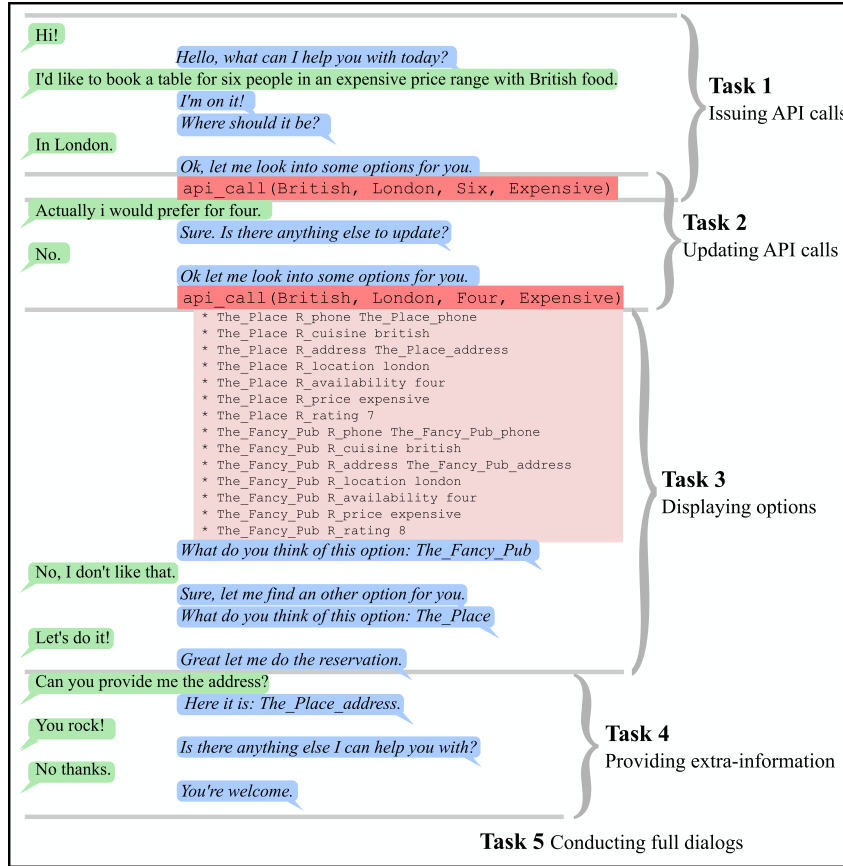 Hi!
Hello, what can I help you with today?
I'd like to book a table for six people in an expensive price range with British food.
I'm on it!
Where should it be?
In London.
Ok, let me look into some options for you.
api_call(British, London, Six, Expensive)
Task 1
Issuing API calls
Actually i would prefer for four.
Sure. Is there anything else to update?
No.
Ok let me look into some options for you.
api_call(British, London, Four, Expensive)
Task 2
Updating API calls
* The_Place R_phone The_Place_phone
* The_Place R_cuisine british
* The_Place R_address The_Place_address
* The_Place R_location london
* The_Place R_availability four
* The_Place R_price expensive
* The_Place R_rating 7
* The_Fancy_Pub R_phone The_Fancy_Pub_phone
* The_Fancy_Pub R_cuisine british
* The_Fancy_Pub R_address The_Fancy_Pub_address
* The_Fancy_Pub R_location london
* The_Fancy_Pub R_availability four
* The_Fancy_Pub R_price expensive
* The_Fancy_Pub R_rating 8
What do you think of this option: The_Fancy_Pub
No, I don't like that.
Sure, let me find an other option for you.
What do you think of this option: The_Place
Let's do it!
Great let me do the reservation.
Task 3
Displaying options
Can you provide me the address?
Here it is: The_Place_address.
You rock!
Is there anything else I can help you with?
No thanks.
You're welcome.
Task 4
Providing extra-information
Task 5 Conducting full dialogs